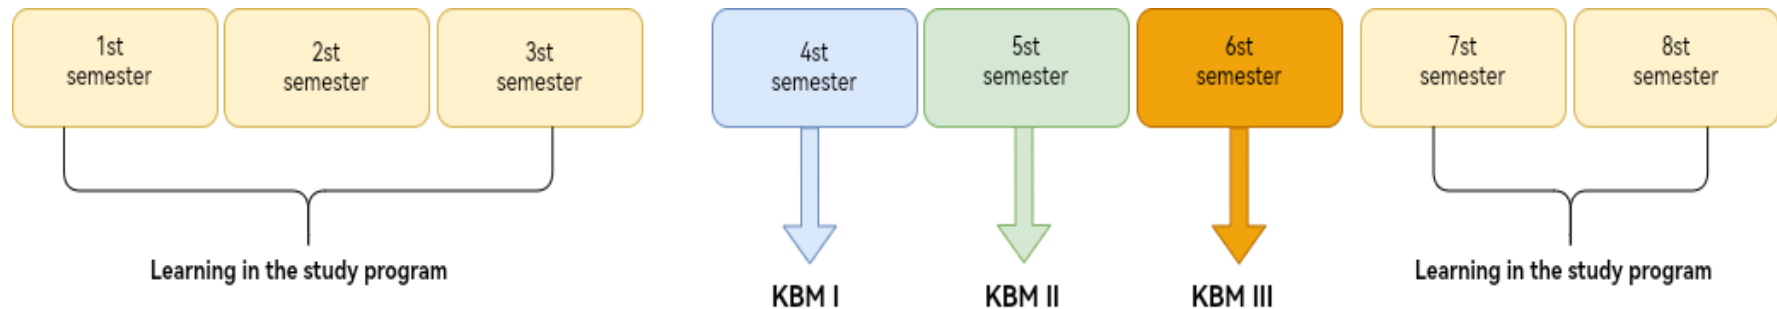 1st
semester
2st
semester
3st
semester
4st
semester
5st
semester
6st
semester
7st
semester
8st
semester
Learning in the study program
KBM I
KBM II
KBM III
Learning in the study program